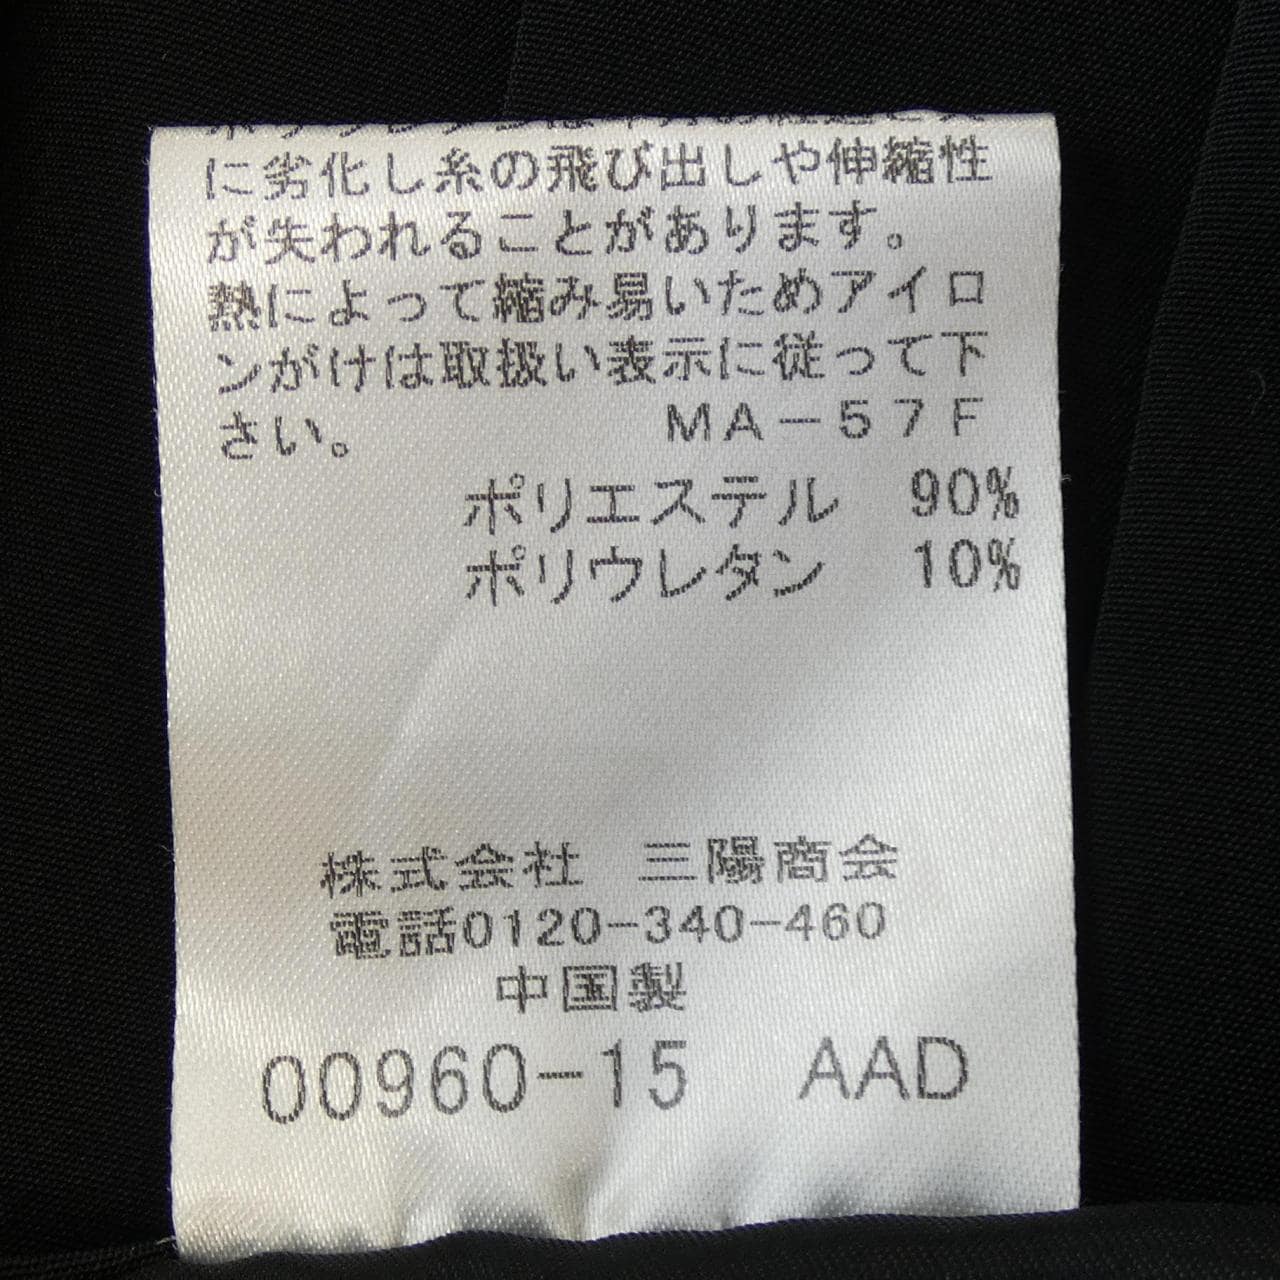 に劣化し糸の飛び出しや伸縮性
が失われることがあります。
熱によって縮み易いためアイロ
ンがけは取扱い表示に従って下
さい。 MA-57F
ポリエステル 90%
ポリウレタン 10%
株式会社 三陽商会
電話0120-340-460
中国製
00960-15 AAD